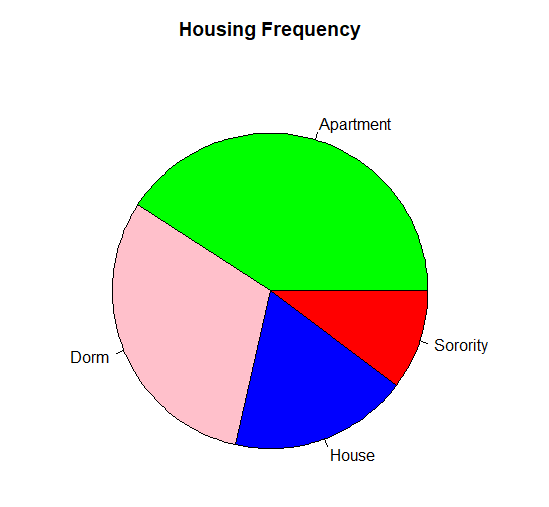 Housing Frequency
Apartment
Dorm
Sorority
House